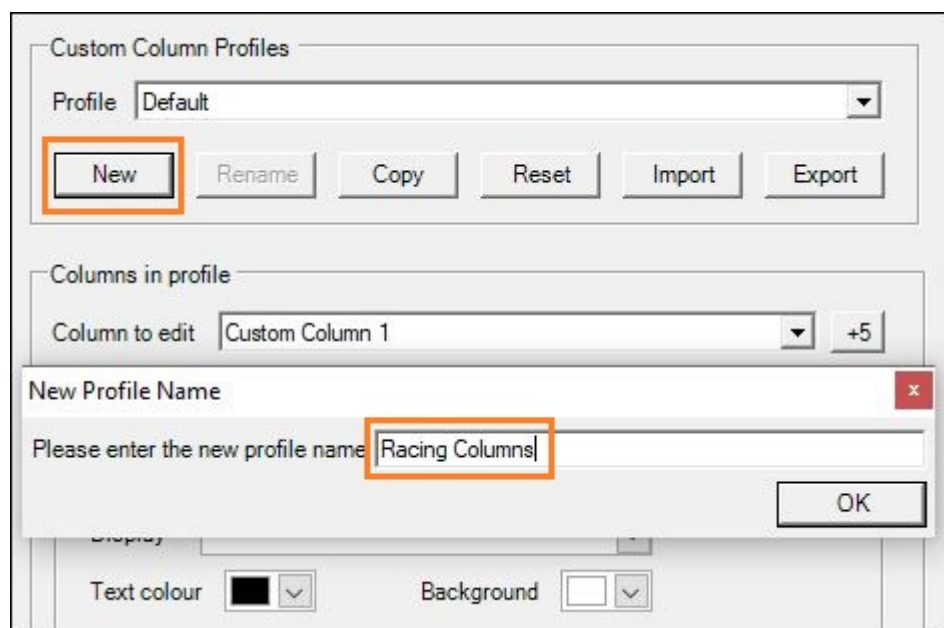 Custom Column Profiles
Profile Default
New Rename Copy Reset Import Export
Columns in profile
Column to edit Custom Column 1 +5
New Profile Name x
Please enter the new profile name Racing Columns
OK
Display
Text colour Background